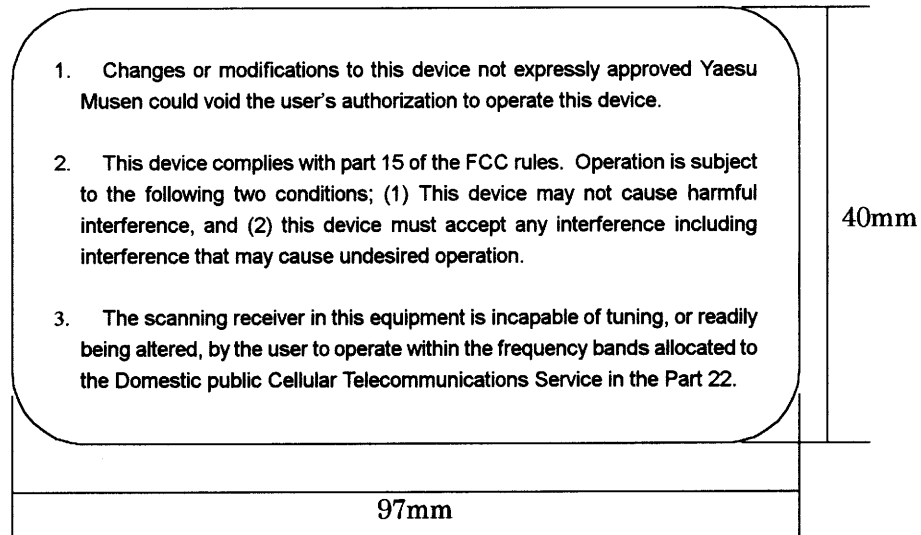 1. Changes or modifications to this device not expressly approved Yaesu
Musen could void the user's authorization to operate this device.
2. This device complies with part 15 of the FCC rules. Operation is subject
to the following two conditions; (1) This device may not cause harmful
interference, and (2) this device must accept any interference including
interference that may cause undesired operation.
3. The scanning receiver in this equipment is incapable of tuning, or readily
being altered, by the user to operate within the frequency bands allocated to
the Domestic public Cellular Telecommunications Service in the Part 22.
40mm
97mm